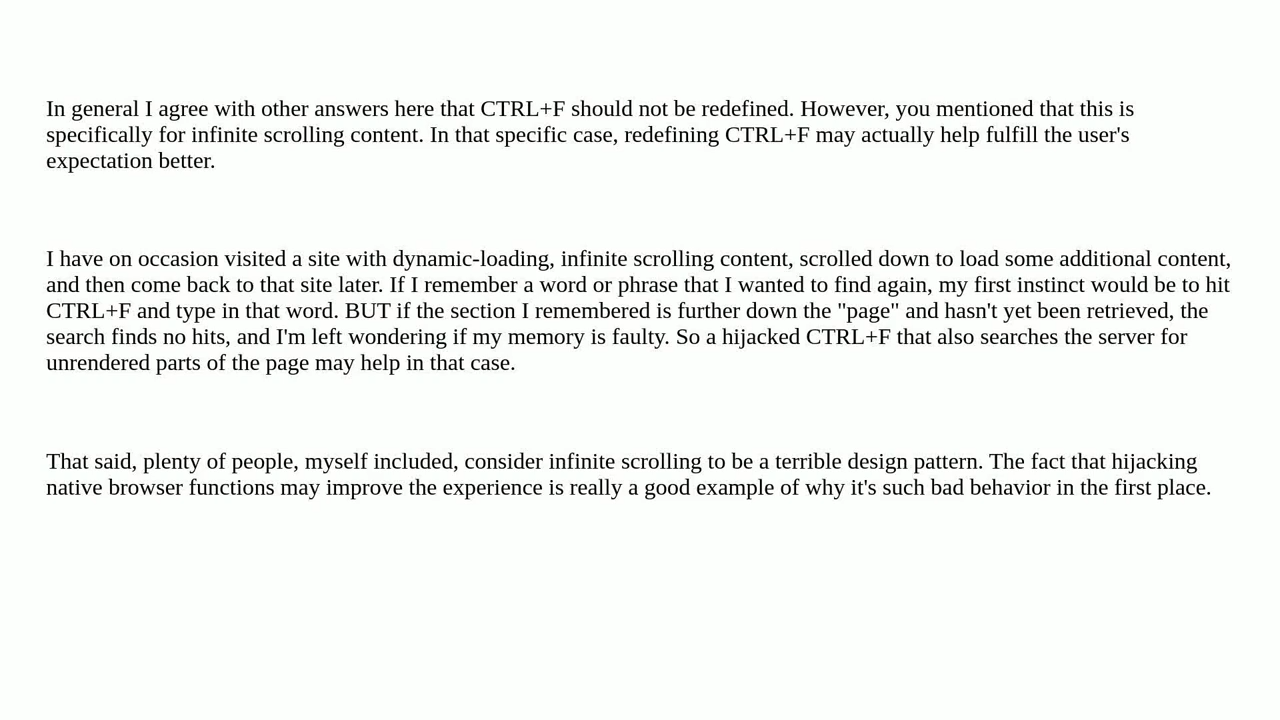 In general I agree with other answers here that CTRL+F should not be redefined. However, you mentioned that this is
specifically for infinite scrolling content. In that specific case, redefining CTRL+F may actually help fulfill the user's
expectation better.
I have on occasion visited a site with dynamic-loading, infinite scrolling content, scrolled down to load some additional content,
and then come back to that site later. If I remember a word or phrase that I wanted to find again, my first instinct would be to hit
CTRL+F and type in that word. BUT if the section I remembered is further down the "page" and hasn't yet been retrieved, the
search finds no hits, and I'm left wondering if my memory is faulty. So a hijacked CTRL+F that also searches the server for
unrendered parts of the page may help in that case.
That said, plenty of people, myself included, consider infinite scrolling to be a terrible design pattern. The fact that hijacking
native browser functions may improve the experience is really a good example of why it's such bad behavior in the first place.